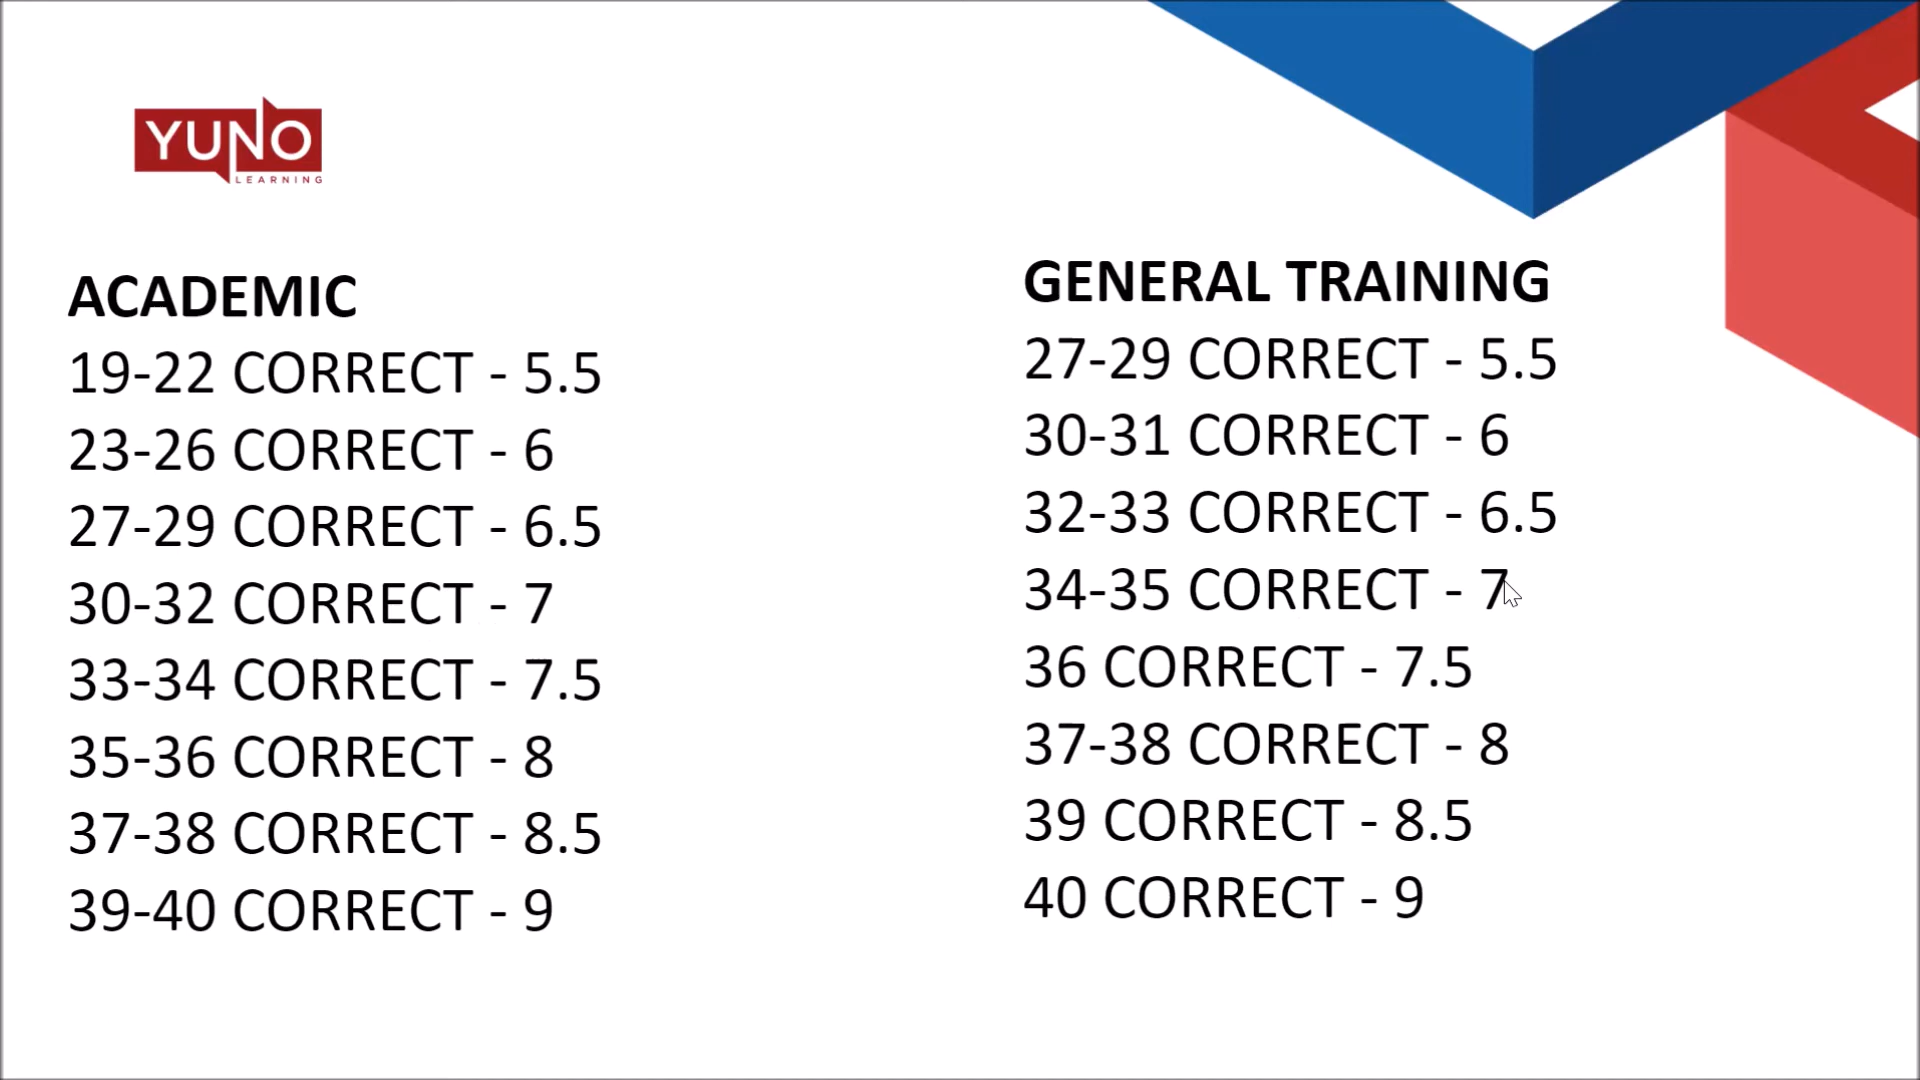 YUNO
LEARNING
ACADEMIC
19-22 CORRECT - 5.5
23-26 CORRECT - 6
27-29 CORRECT - 6.5
30-32 CORRECT - 7
33-34 CORRECT - 7.5
35-36 CORRECT - 8
37-38 CORRECT - 8.5
39-40 CORRECT - 9
GENERAL TRAINING
27-29 CORRECT - 5.5
30-31 CORRECT - 6
32-33 CORRECT - 6.5
34-35 CORRECT - 7
36 CORRECT - 7.5
37-38 CORRECT - 8
39 CORRECT - 8.5
40 CORRECT - 9